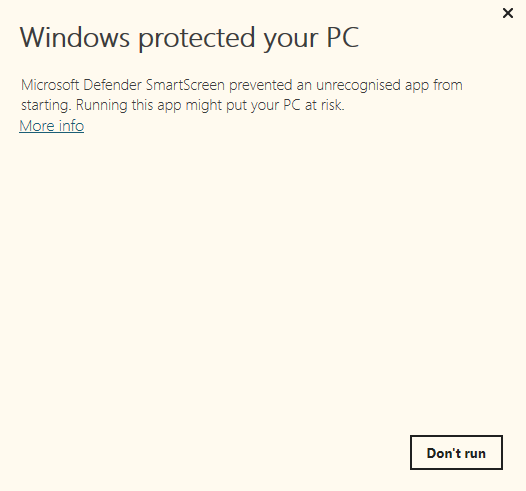 Windows protected your PC
Microsoft Defender SmartScreen prevented an unrecognised app from
starting. Running this app might put your PC at risk.
More info
Don't run